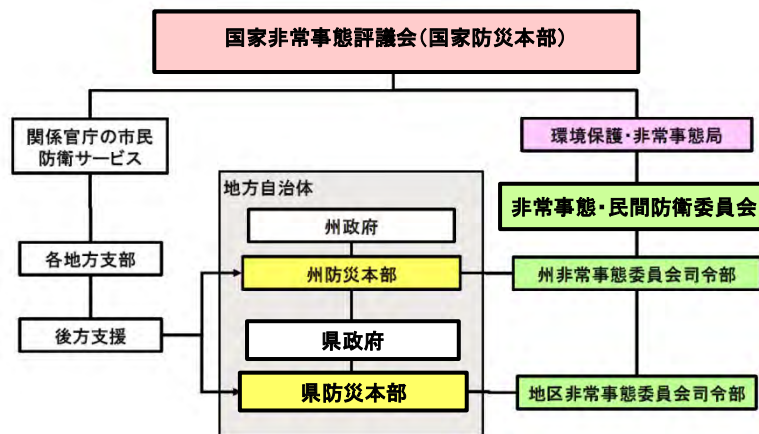 国家非常事態評議会(国家防災本部)
関係官庁の市民
防衛サービス
環境保護・非常事態局
地方自治体
非常事態・民間防衛委員会
州政府
各地方支部
州防災本部
州非常事態委員会司令部
後方支援
県政府
県防災本部
地区非常事態委員会司令部